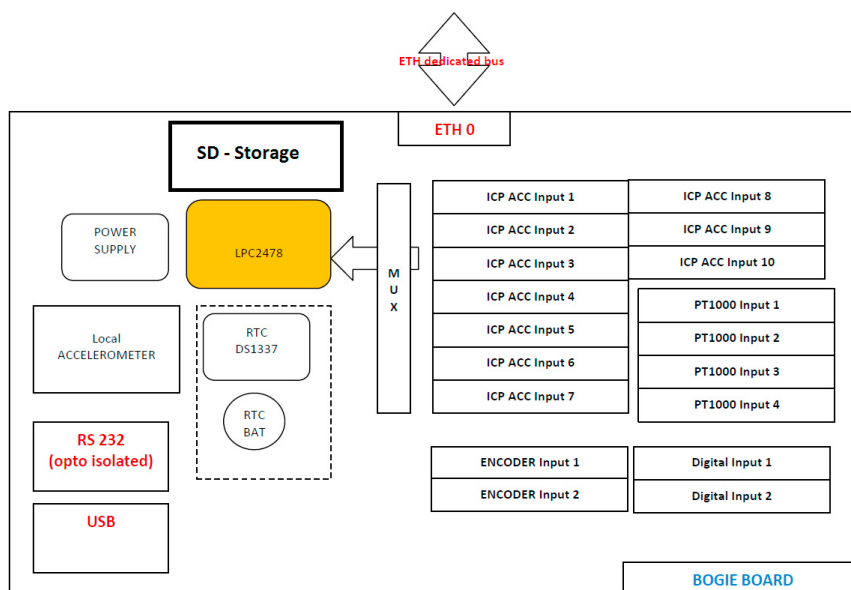 ETH dedicated bus
ETH 0
SD - Storage
POWER
SUPPLY
LPC2478
M
U
X
ICP ACC Input 1
ICP ACC Input 2
ICP ACC Input 3
ICP ACC Input 4
ICP ACC Input 5
ICP ACC Input 6
ICP ACC Input 7
ICP ACC Input 8
ICP ACC Input 9
ICP ACC Input 10
PT1000 Input 1
PT1000 Input 2
PT1000 Input 3
PT1000 Input 4
Local
ACCELEROMETER
RTC
DS1337
RTC
BAT
RS 232
(opto isolated)
USB
ENCODER Input 1
ENCODER Input 2
Digital Input 1
Digital Input 2
BOGIE BOARD